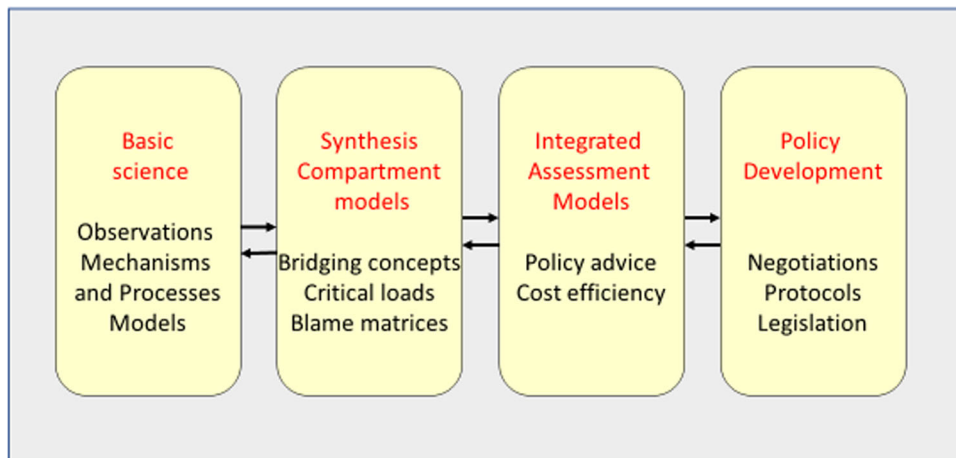 Basic
science
Observations
Mechanisms
and Processes
Models
Synthesis
Compartment
models
Bridging concepts
Critical loads
Blame matrices
Integrated
Assessment
Models
Policy advice
Cost efficiency
Policy
Development
Negotiations
Protocols
Legislation